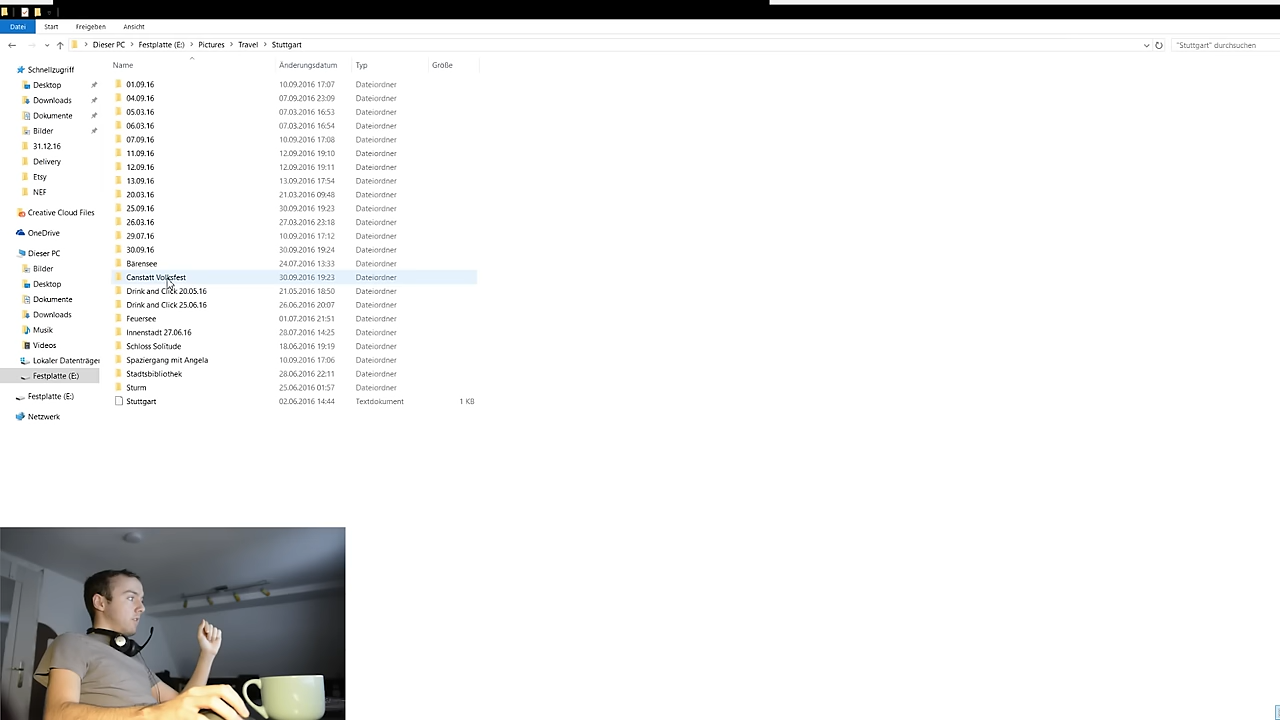 Datei Start Freigeben Ansicht
Dieser PC Festplatte (E:) Pictures Travel Stuttgart "Stuttgart" durchsuchen
Name Änderungsdatum Typ Größe
Schnellzugriff
Desktop
Downloads
Dokumente
Bilder
31.12.16
Delivery
Etsy
NEF
Creative Cloud Files
OneDrive
Dieser PC
Bilder
Desktop
Dokumente
Downloads
Musik
Videos
Lokaler Datenträger
Festplatte (E:)
Festplatte (E:)
Netzwerk
01.09.16 10.09.2016 17:07 Dateiordner
04.09.16 07.09.2016 23:09 Dateiordner
05.03.16 07.03.2016 16:53 Dateiordner
06.03.16 07.03.2016 16:54 Dateiordner
07.09.16 10.09.2016 17:08 Dateiordner
11.09.16 12.09.2016 19:10 Dateiordner
12.09.16 12.09.2016 19:11 Dateiordner
13.09.16 13.09.2016 17:54 Dateiordner
20.03.16 21.03.2016 09:48 Dateiordner
25.09.16 30.09.2016 19:23 Dateiordner
26.03.16 27.03.2016 23:18 Dateiordner
29.07.16 10.09.2016 17:12 Dateiordner
30.09.16 30.09.2016 19:24 Dateiordner
Bärensee 24.07.2016 13:33 Dateiordner
Canstatt Volksfest 30.09.2016 19:23 Dateiordner
Drink and Click 20.05.16 21.05.2016 18:50 Dateiordner
Drink and Click 25.06.16 26.06.2016 20:07 Dateiordner
Feuersee 01.07.2016 21:51 Dateiordner
Innenstadt 27.06.16 28.07.2016 14:25 Dateiordner
Schloss Solitude 18.06.2016 19:19 Dateiordner
Spaziergang mit Angela 10.09.2016 17:06 Dateiordner
Stadtsbibliothek 28.06.2016 22:11 Dateiordner
Sturm 25.06.2016 01:57 Dateiordner
Stuttgart 02.06.2016 14:44 Textdokument 1 KB